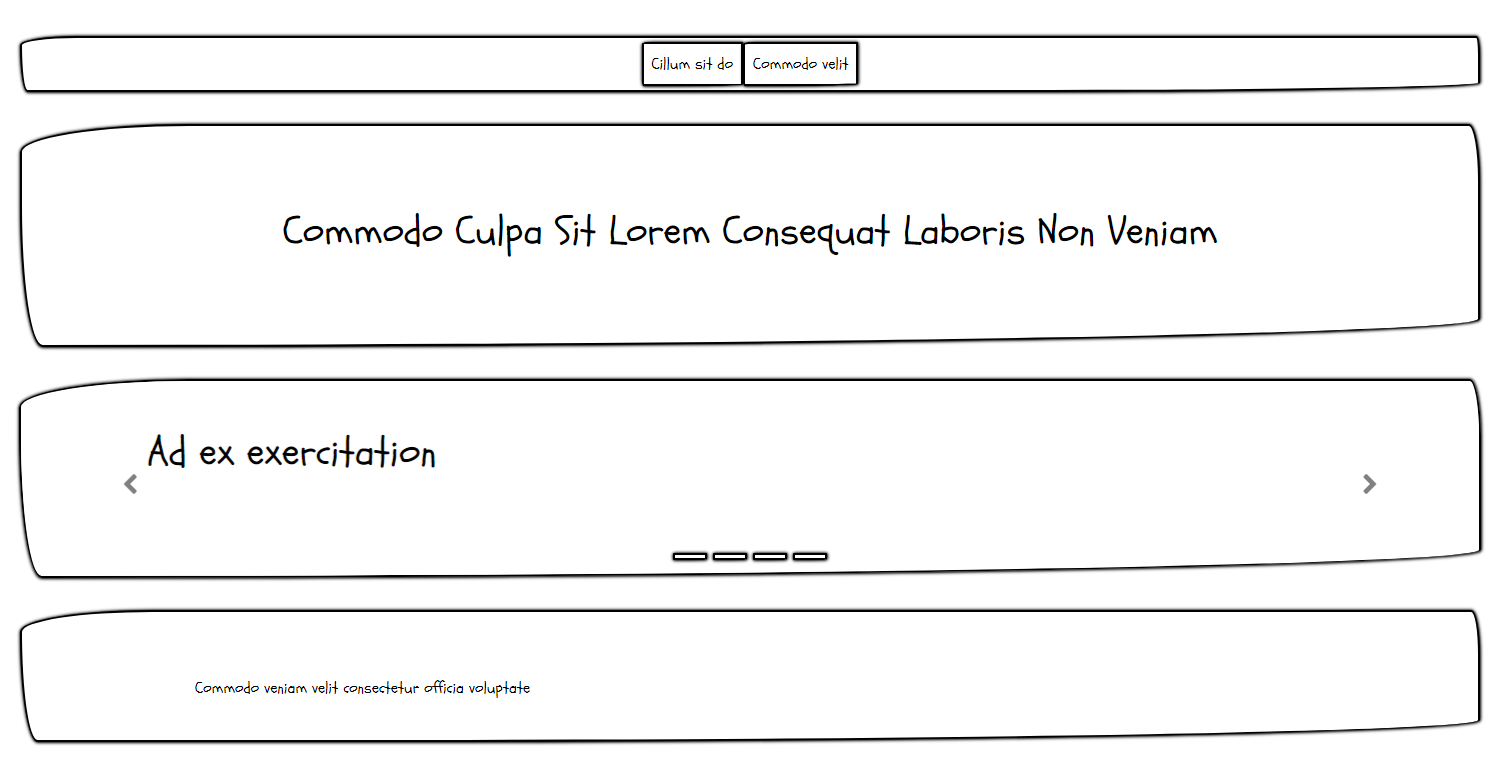 Cillum sit do Commodo velit
Commodo Culpa Sit Lorem Consequat Laboris Non Veniam
Ad ex exercitation
Commodo veniam velit consectetur officia voluptate